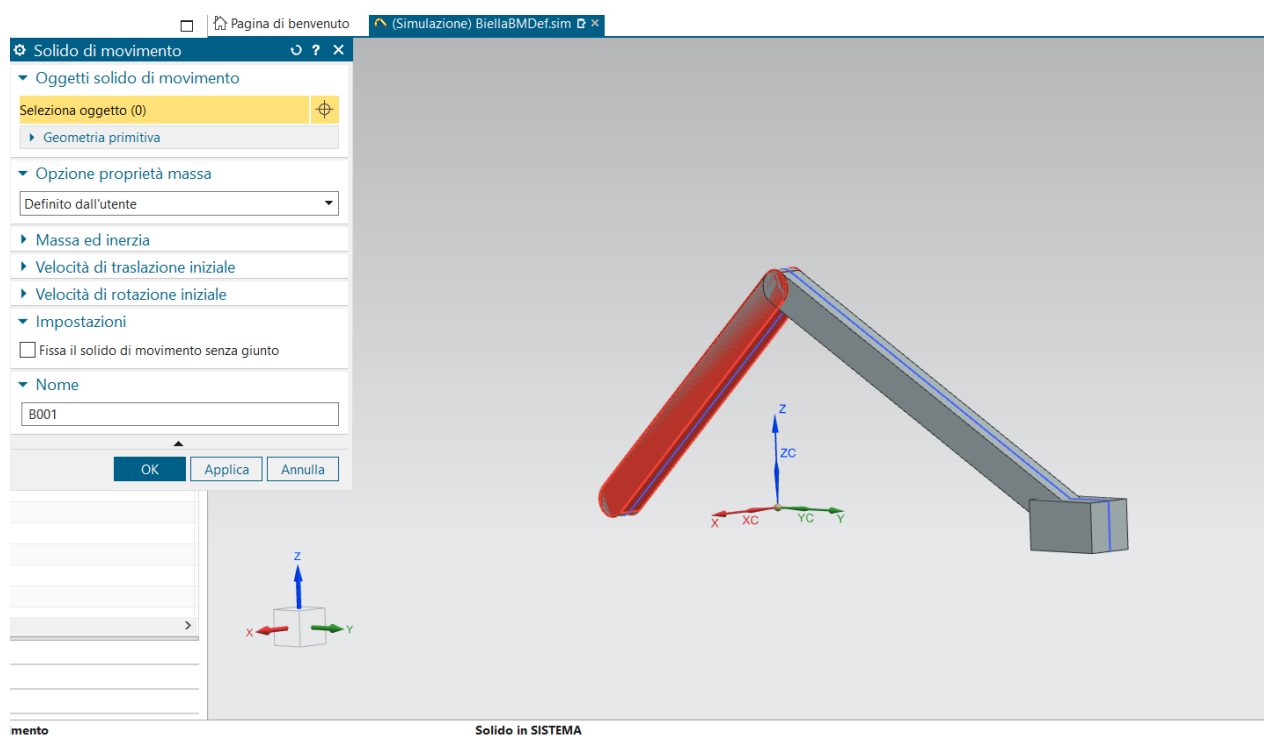 Pagina di benvenuto
(Simulazione) BiellaBMDef.sim
Solido di movimento
Oggetti solido di movimento
Seleziona oggetto (0)
Geometria primitiva
Opzione proprietà massa
Definito dall'utente
Massa ed inerzia
Velocità di traslazione iniziale
Velocità di rotazione iniziale
Impostazioni
Fissa il solido di movimento senza giunto
Nome
B001
OK Applica Annulla
Z
ZC
X XC YC Y
Z
X Y
imento Solido in SISTEMA